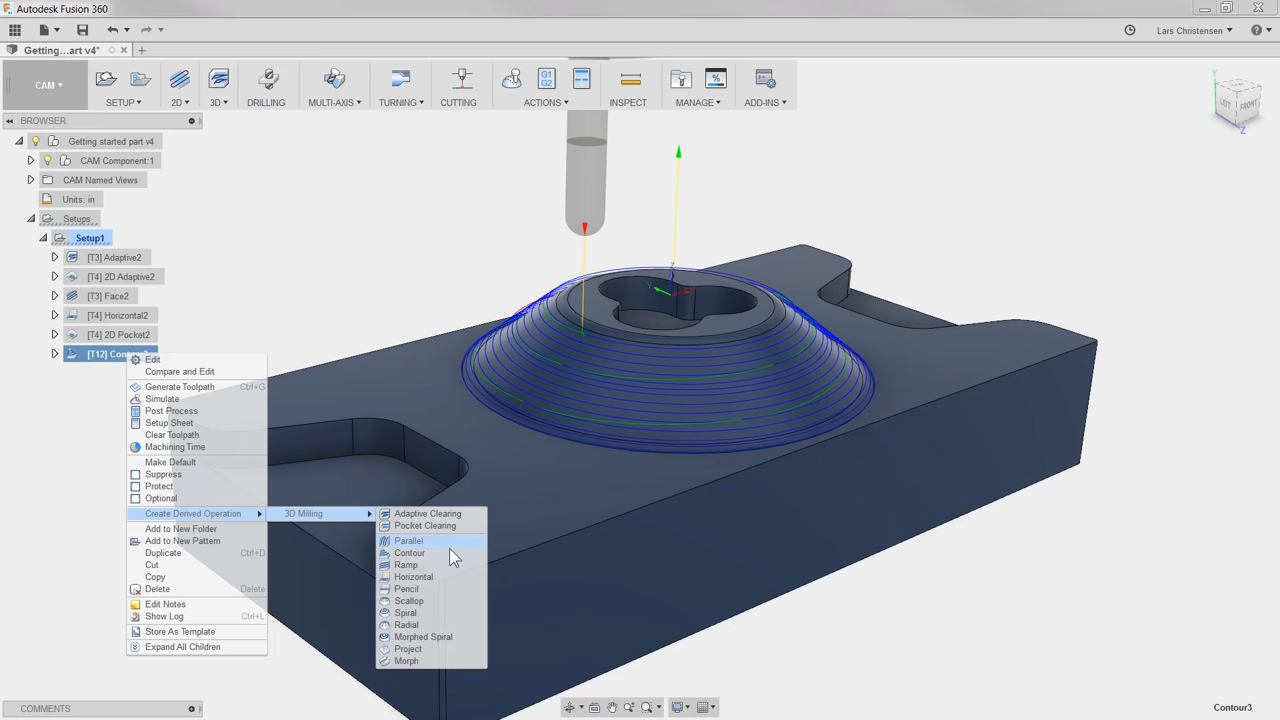 Autodesk Fusion 360
Lars Christensen
Getting...art v4*
CAM
SETUP
2D
3D
DRILLING
MULTI-AXIS
TURNING
CUTTING
G1
G2
ACTIONS
INSPECT
MANAGE
ADD-INS
BROWSER
Getting started part v4
CAM Component:1
CAM Named Views
Units: in
Setups
Setup1
[T3] Adaptive2
[T4] 2D Adaptive2
[T3] Face2
[T4] Horizontal2
[T4] 2D Pocket2
[T12]
Edit
Compare and Edit
Generate Toolpath Ctrl+G
Simulate
Post Process
Setup Sheet
Clear Toolpath
Machining Time
Make Default
Suppress
Protect
Optional
Create Derived Operation
Add to New Folder
Add to New Pattern
Duplicate Ctrl+D
Cut
Copy
Delete Delete
Edit Notes
Show Log Ctrl+L
Store As Template
Expand All Children
3D Milling
Adaptive Clearing
Pocket Clearing
Parallel
Contour
Ramp
Horizontal
Pencil
Scallop
Spiral
Radial
Morphed Spiral
Project
Morph
Z
Y
LEFT
FRONT
Y
Z
COMMENTS
Contour3